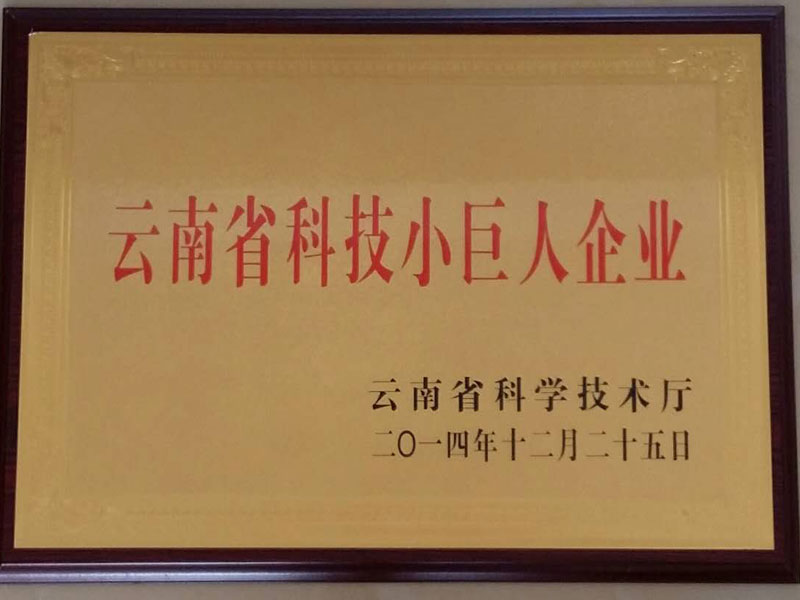 云南省科技小巨人企业
云南省科学技术厅
二〇一四年十二月二十五日